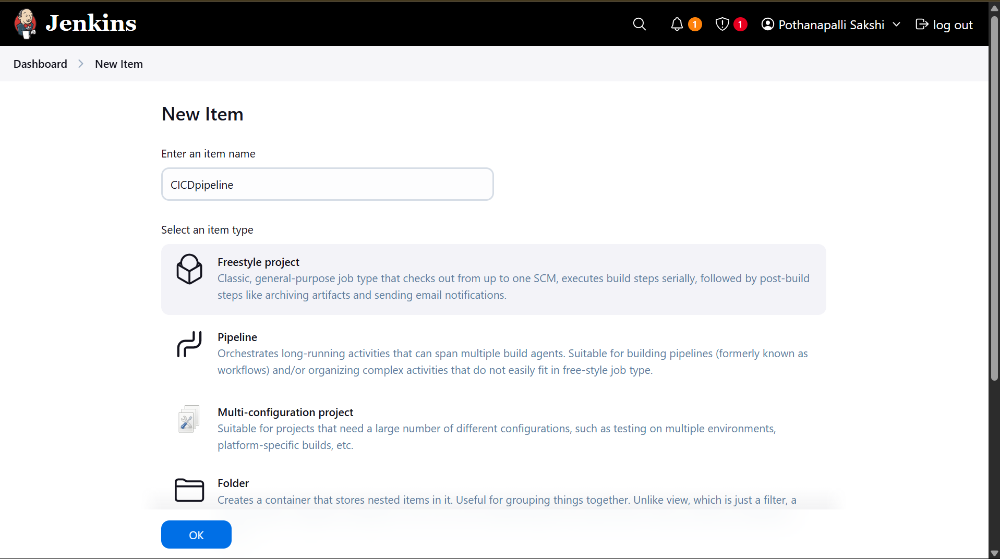 Jenkins
1
1
Pothanapalli Sakshi
log out
Dashboard
New Item
New Item
Enter an item name
CICDpipeline
Select an item type
Freestyle project
Classic, general-purpose job type that checks out from up to one SCM, executes build steps serially, followed by post-build
steps like archiving artifacts and sending email notifications.
Pipeline
Orchestrates long-running activities that can span multiple build agents. Suitable for building pipelines (formerly known as
workflows) and/or organizing complex activities that do not easily fit in free-style job type.
Multi-configuration project
Suitable for projects that need a large number of different configurations, such as testing on multiple environments,
platform-specific builds, etc.
Folder
Creates a container that stores nested items in it. Useful for grouping things together. Unlike view, which is just a filter, a
OK